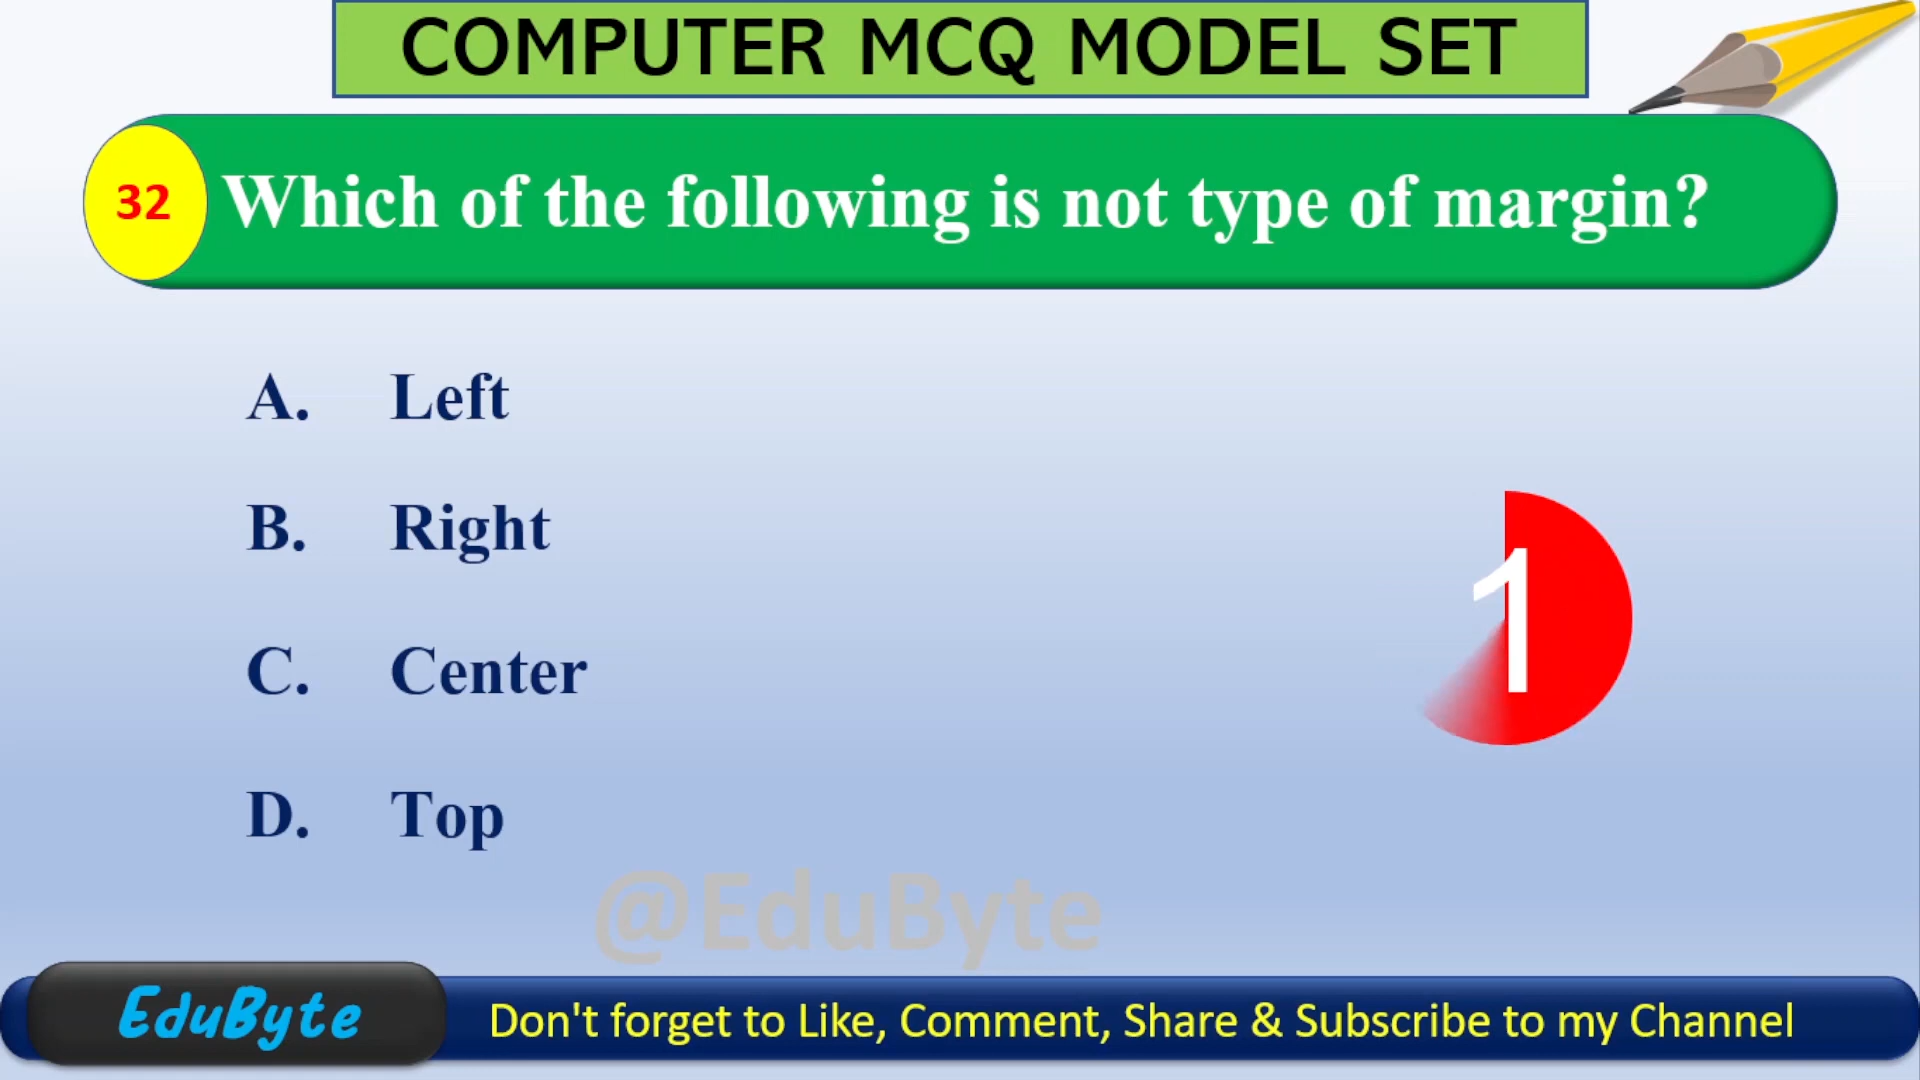 COMPUTER MCQ MODEL SET
32 Which of the following is not type of margin?
A. Left
B. Right
C. Center
D. Top
1
@EduByte
EduByte Don't forget to Like, Comment, Share & Subscribe to my Channel